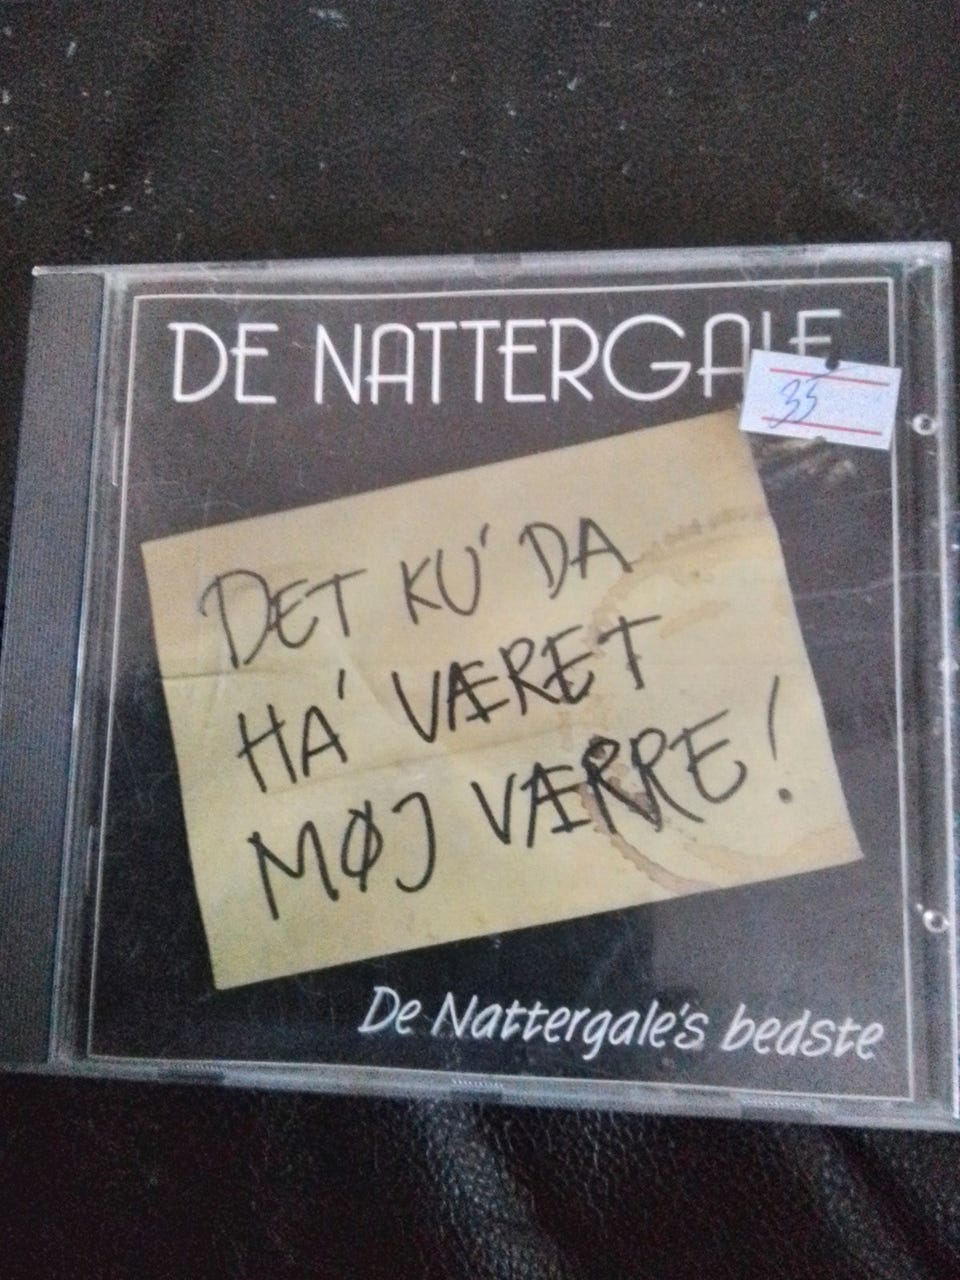 DE NATTERGALE
35
DET KU' DA
HA' VÆRET
MØJ VÆRRE!
De Nattergale's bedste